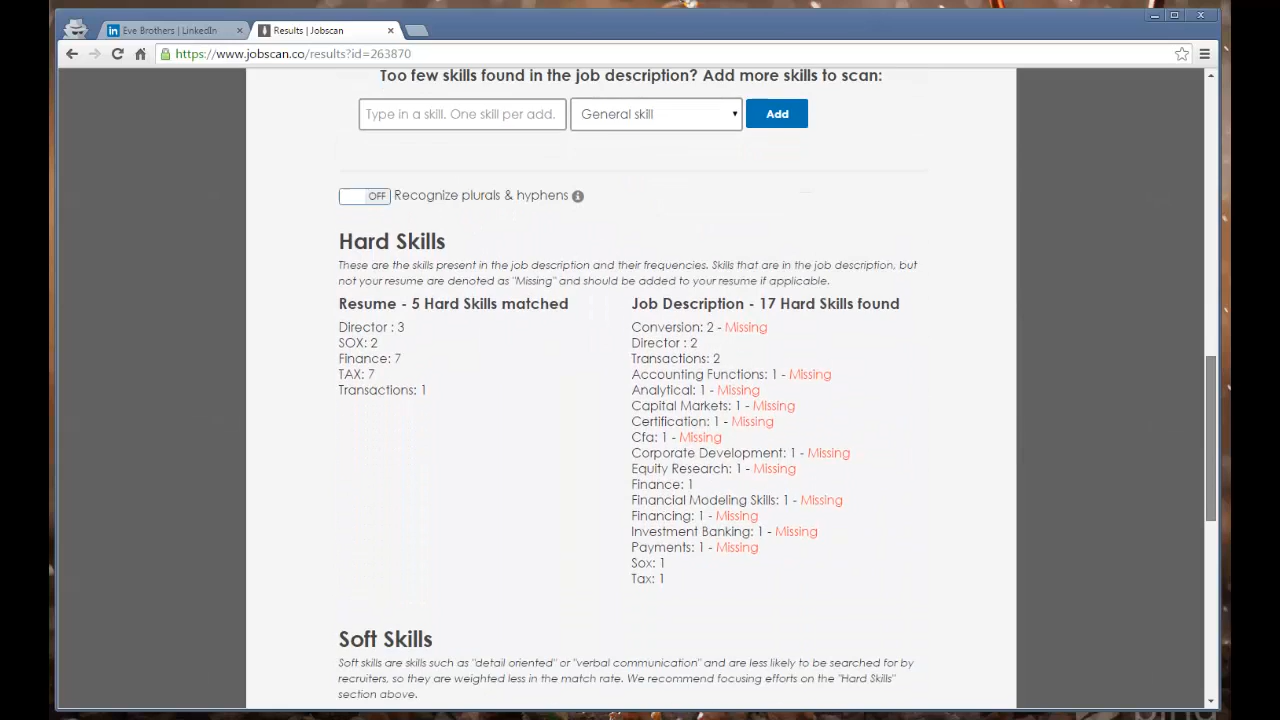 Eve Brothers | LinkedIn
Results | Jobscan
https://www.jobscan.co/results?id=263870
Too few skills found in the job description? Add more skills to scan:
Type in a skill. One skill per add.
General skill
Add
OFF
Recognize plurals & hyphens
Hard Skills
These are the skills present in the job description and their frequencies. Skills that are in the job description, but
not your resume are denoted as "Missing" and should be added to your resume if applicable.
Resume - 5 Hard Skills matched
Director : 3
SOX: 2
Finance: 7
TAX: 7
Transactions: 1
Job Description - 17 Hard Skills found
Conversion: 2 - Missing
Director : 2
Transactions: 2
Accounting Functions: 1 - Missing
Analytical: 1 - Missing
Capital Markets: 1 - Missing
Certification: 1 - Missing
Cfa: 1 - Missing
Corporate Development: 1 - Missing
Equity Research: 1 - Missing
Finance: 1
Financial Modeling Skills: 1 - Missing
Financing: 1 - Missing
Investment Banking: 1 - Missing
Payments: 1 - Missing
Sox: 1
Tax: 1
Soft Skills
Soft skills are skills such as "detail oriented" or "verbal communication" and are less likely to be searched for by
recruiters, so they are weighted less in the match rate. We recommend focusing efforts on the "Hard Skills"
section above.